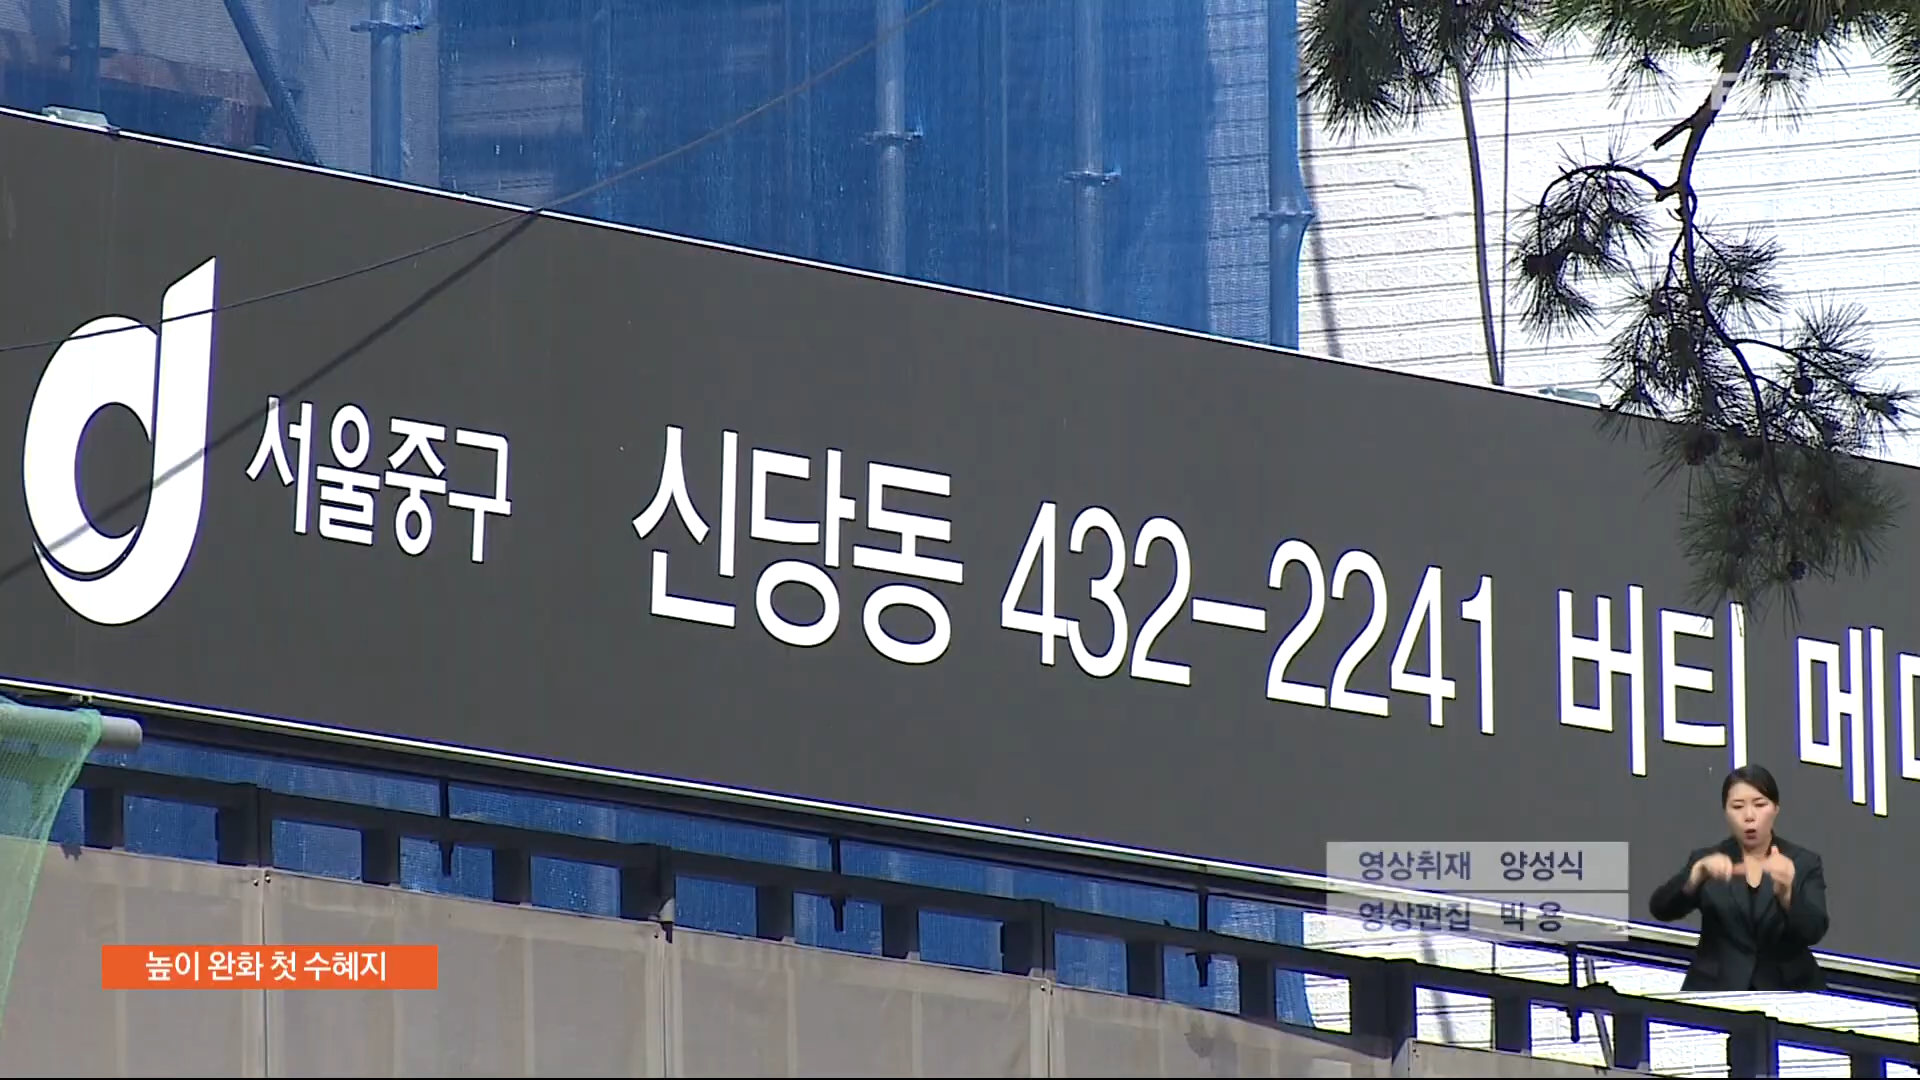 서울중구 신당동 432-2241 버티
영상취재 양성식
영상편집 박 용
높이 완화 첫 수혜지